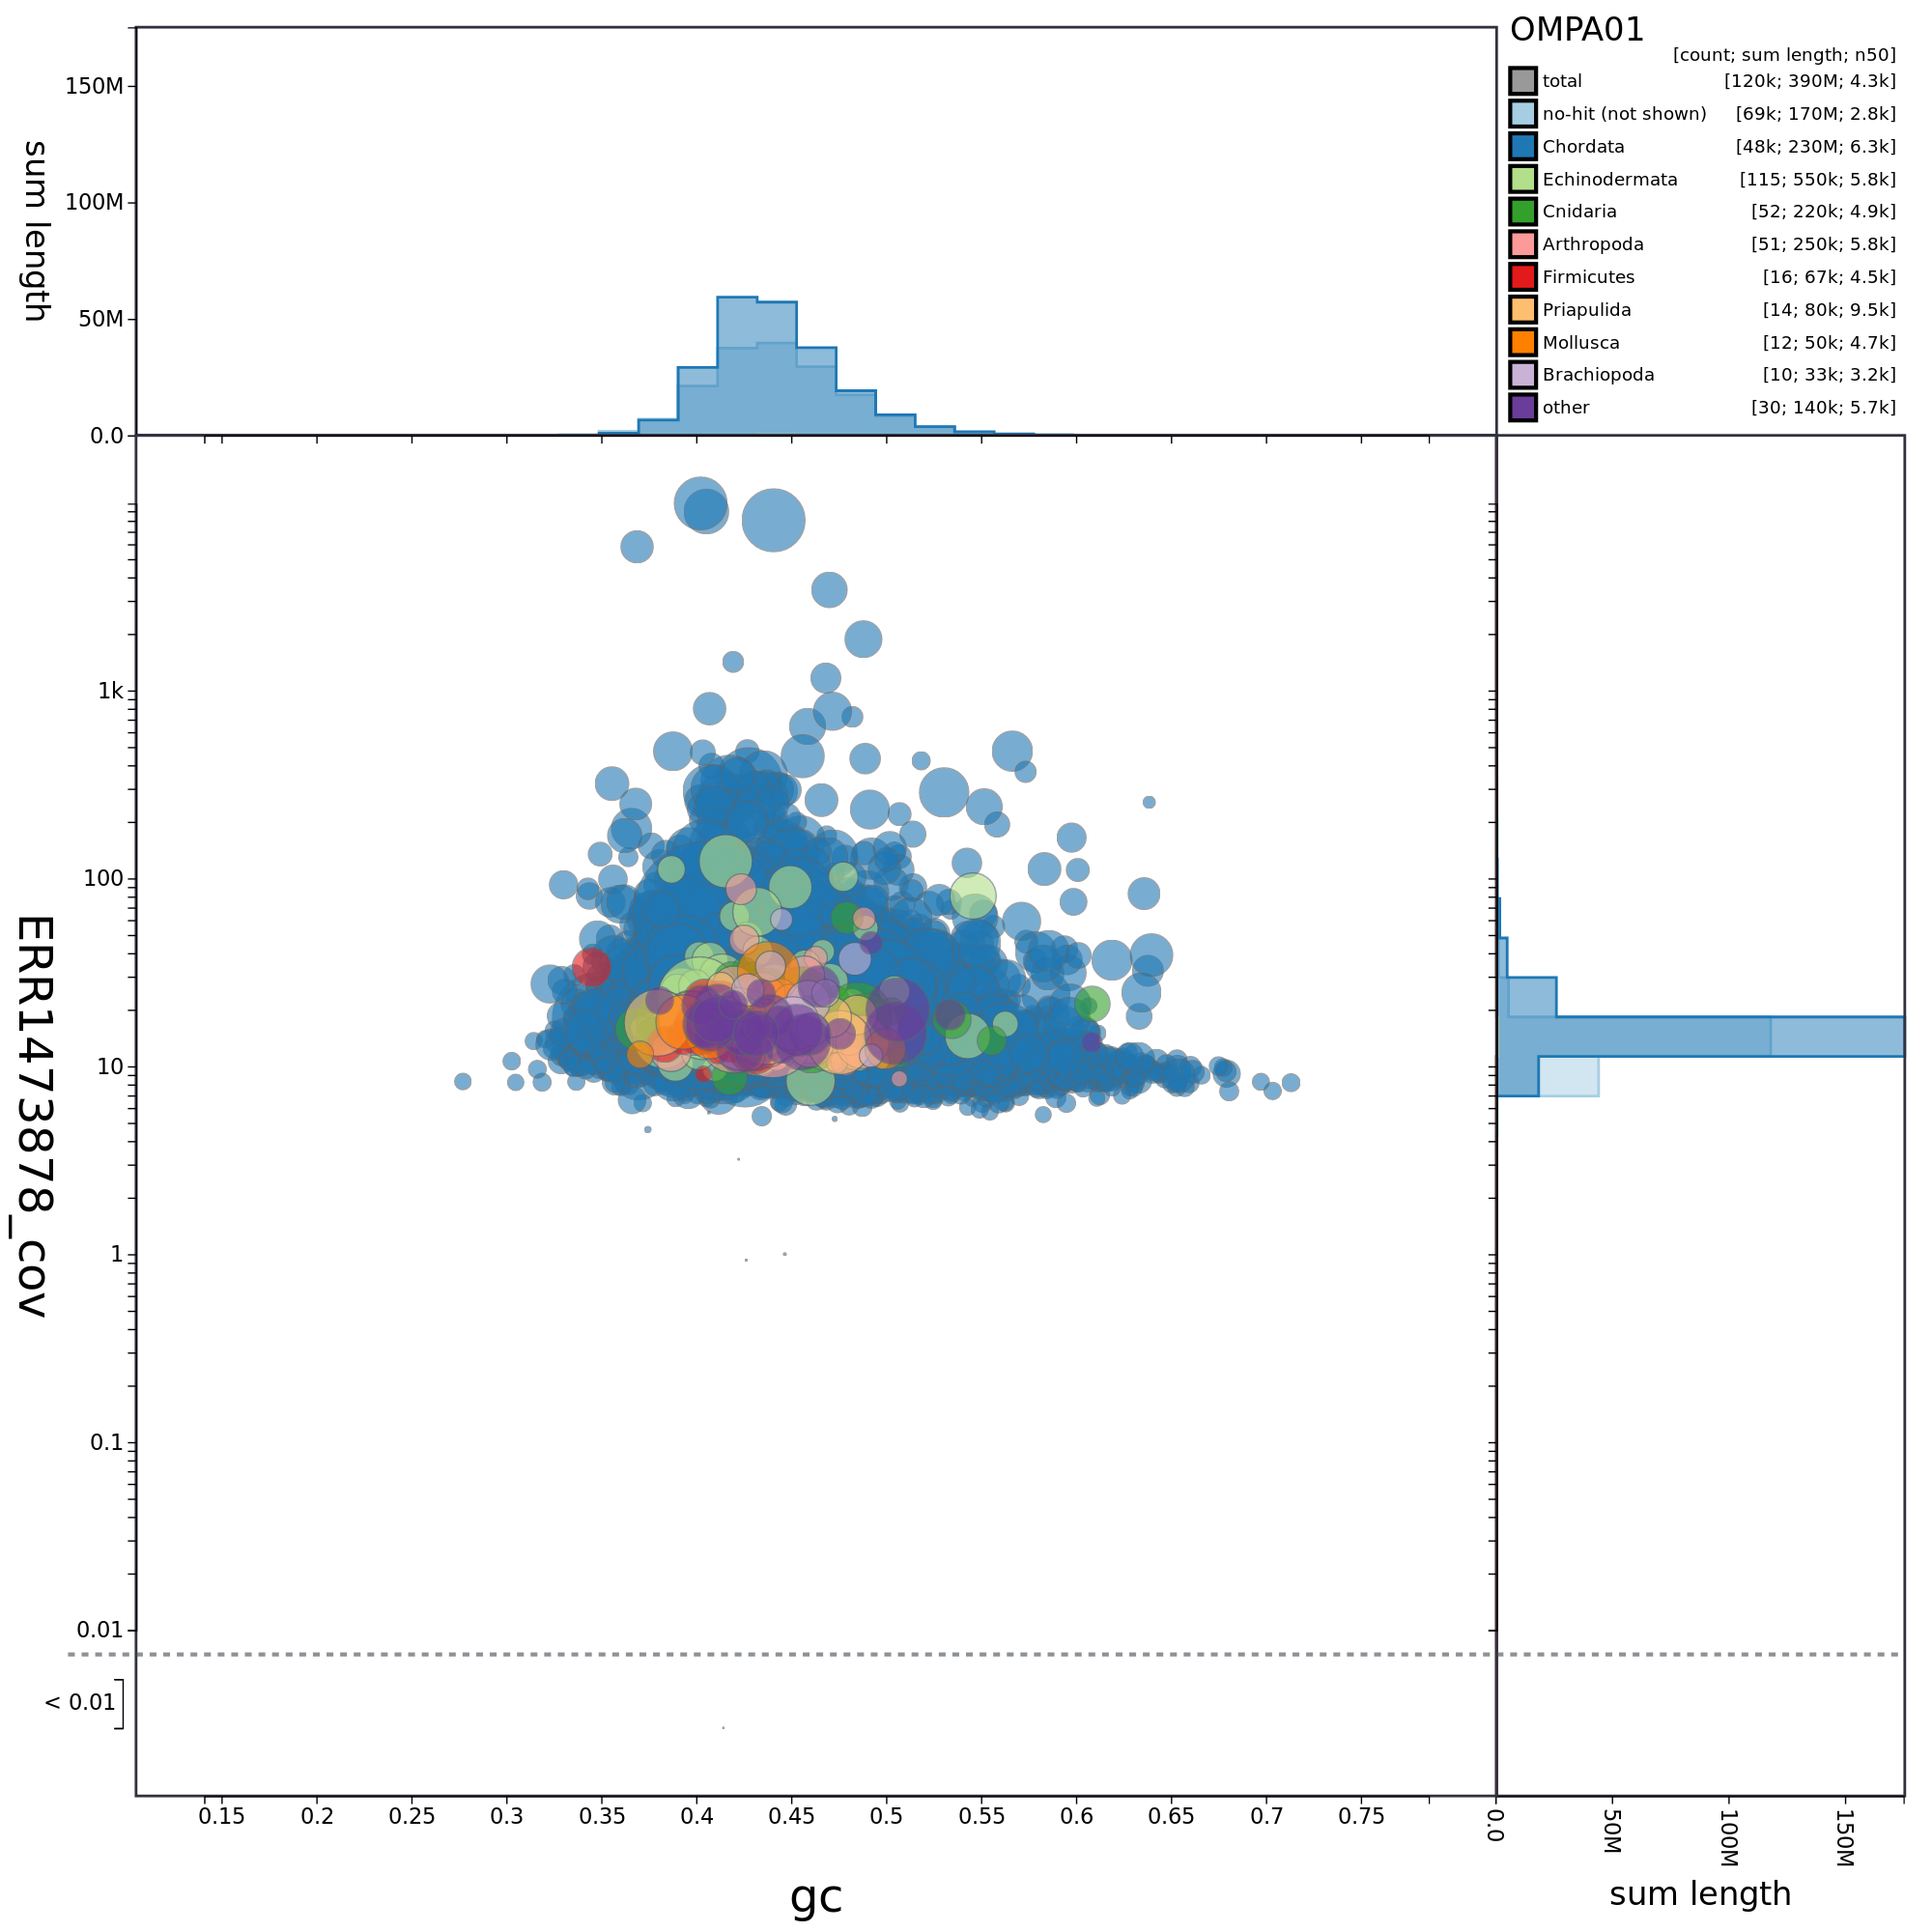 OMPA01
[count; sum length; n50]
total [120k; 390M; 4.3k]
no-hit (not shown) [69k; 170M; 2.8k]
Chordata [48k; 230M; 6.3k]
Echinodermata [115; 550k; 5.8k]
Cnidaria [52; 220k; 4.9k]
Arthropoda [51; 250k; 5.8k]
Firmicutes [16; 67k; 4.5k]
Priapulida [14; 80k; 9.5k]
Mollusca [12; 50k; 4.7k]
Brachiopoda [10; 33k; 3.2k]
other [30; 140k; 5.7k]
sum length
150M
100M
50M
0.0
ERR1473878_cov
1k
100
10
1
0.1
0.01
< 0.01
0.15 0.2 0.25 0.3 0.35 0.4 0.45 0.5 0.55 0.6 0.65 0.7 0.75
gc
0.0 50M 100M 150M
sum length